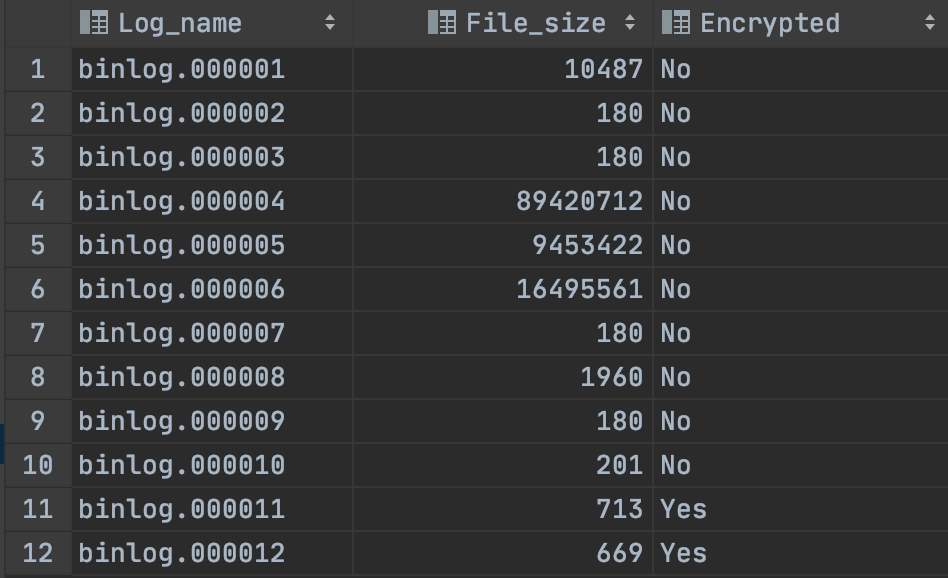 Log_name File_size Encrypted
1 binlog.000001 10487 No
2 binlog.000002 180 No
3 binlog.000003 180 No
4 binlog.000004 89420712 No
5 binlog.000005 9453422 No
6 binlog.000006 16495561 No
7 binlog.000007 180 No
8 binlog.000008 1960 No
9 binlog.000009 180 No
10 binlog.000010 201 No
11 binlog.000011 713 Yes
12 binlog.000012 669 Yes